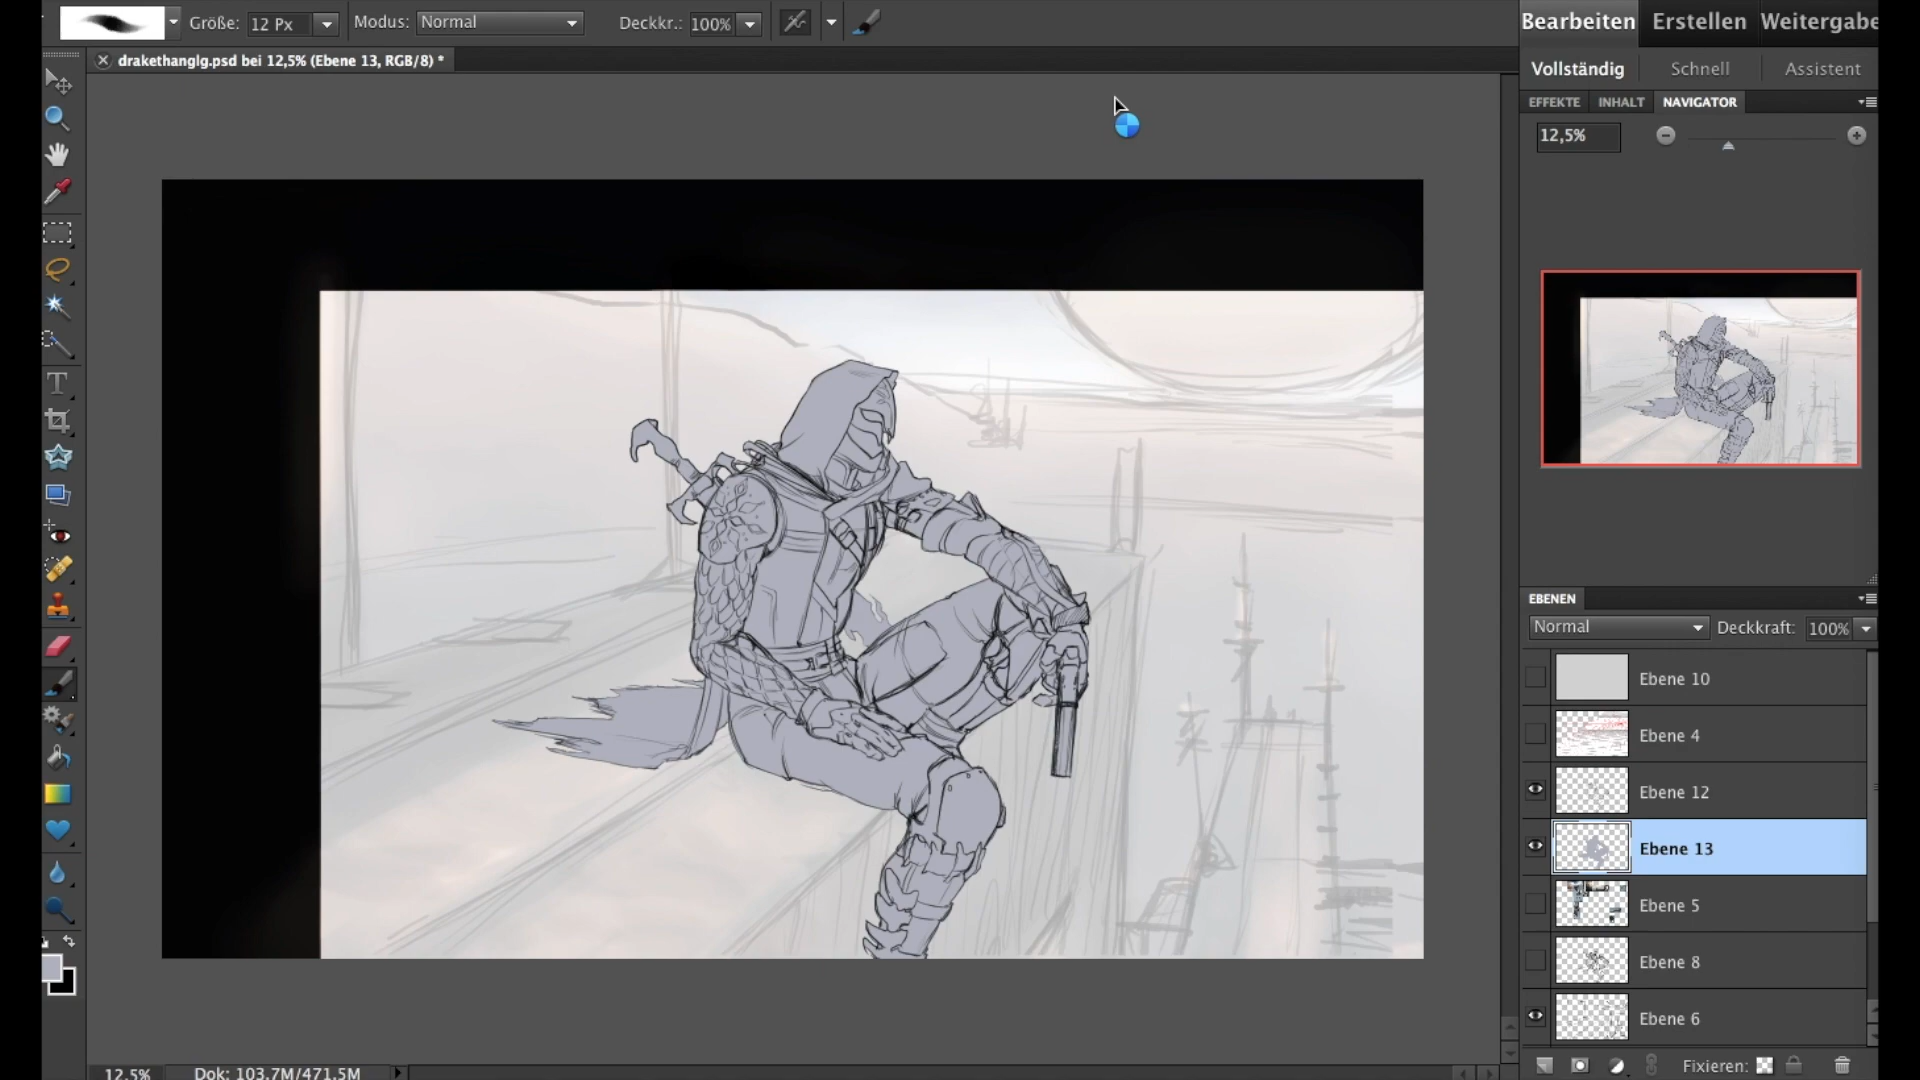 Größe: 12 Px Modus: Normal Deckkr.: 100%
Bearbeiten Erstellen Weitergabe
drakethanglg.psd bei 12,5% (Ebene 13, RGB/8) *
Vollständig Schnell Assistent
EFFEKTE INHALT NAVIGATOR
12,5%
EBENEN
Normal Deckkraft: 100%
Ebene 10
Ebene 4
Ebene 12
Ebene 13
Ebene 5
Ebene 8
Ebene 6
Fixieren:
12,5% Dok: 103,7M/471,5M